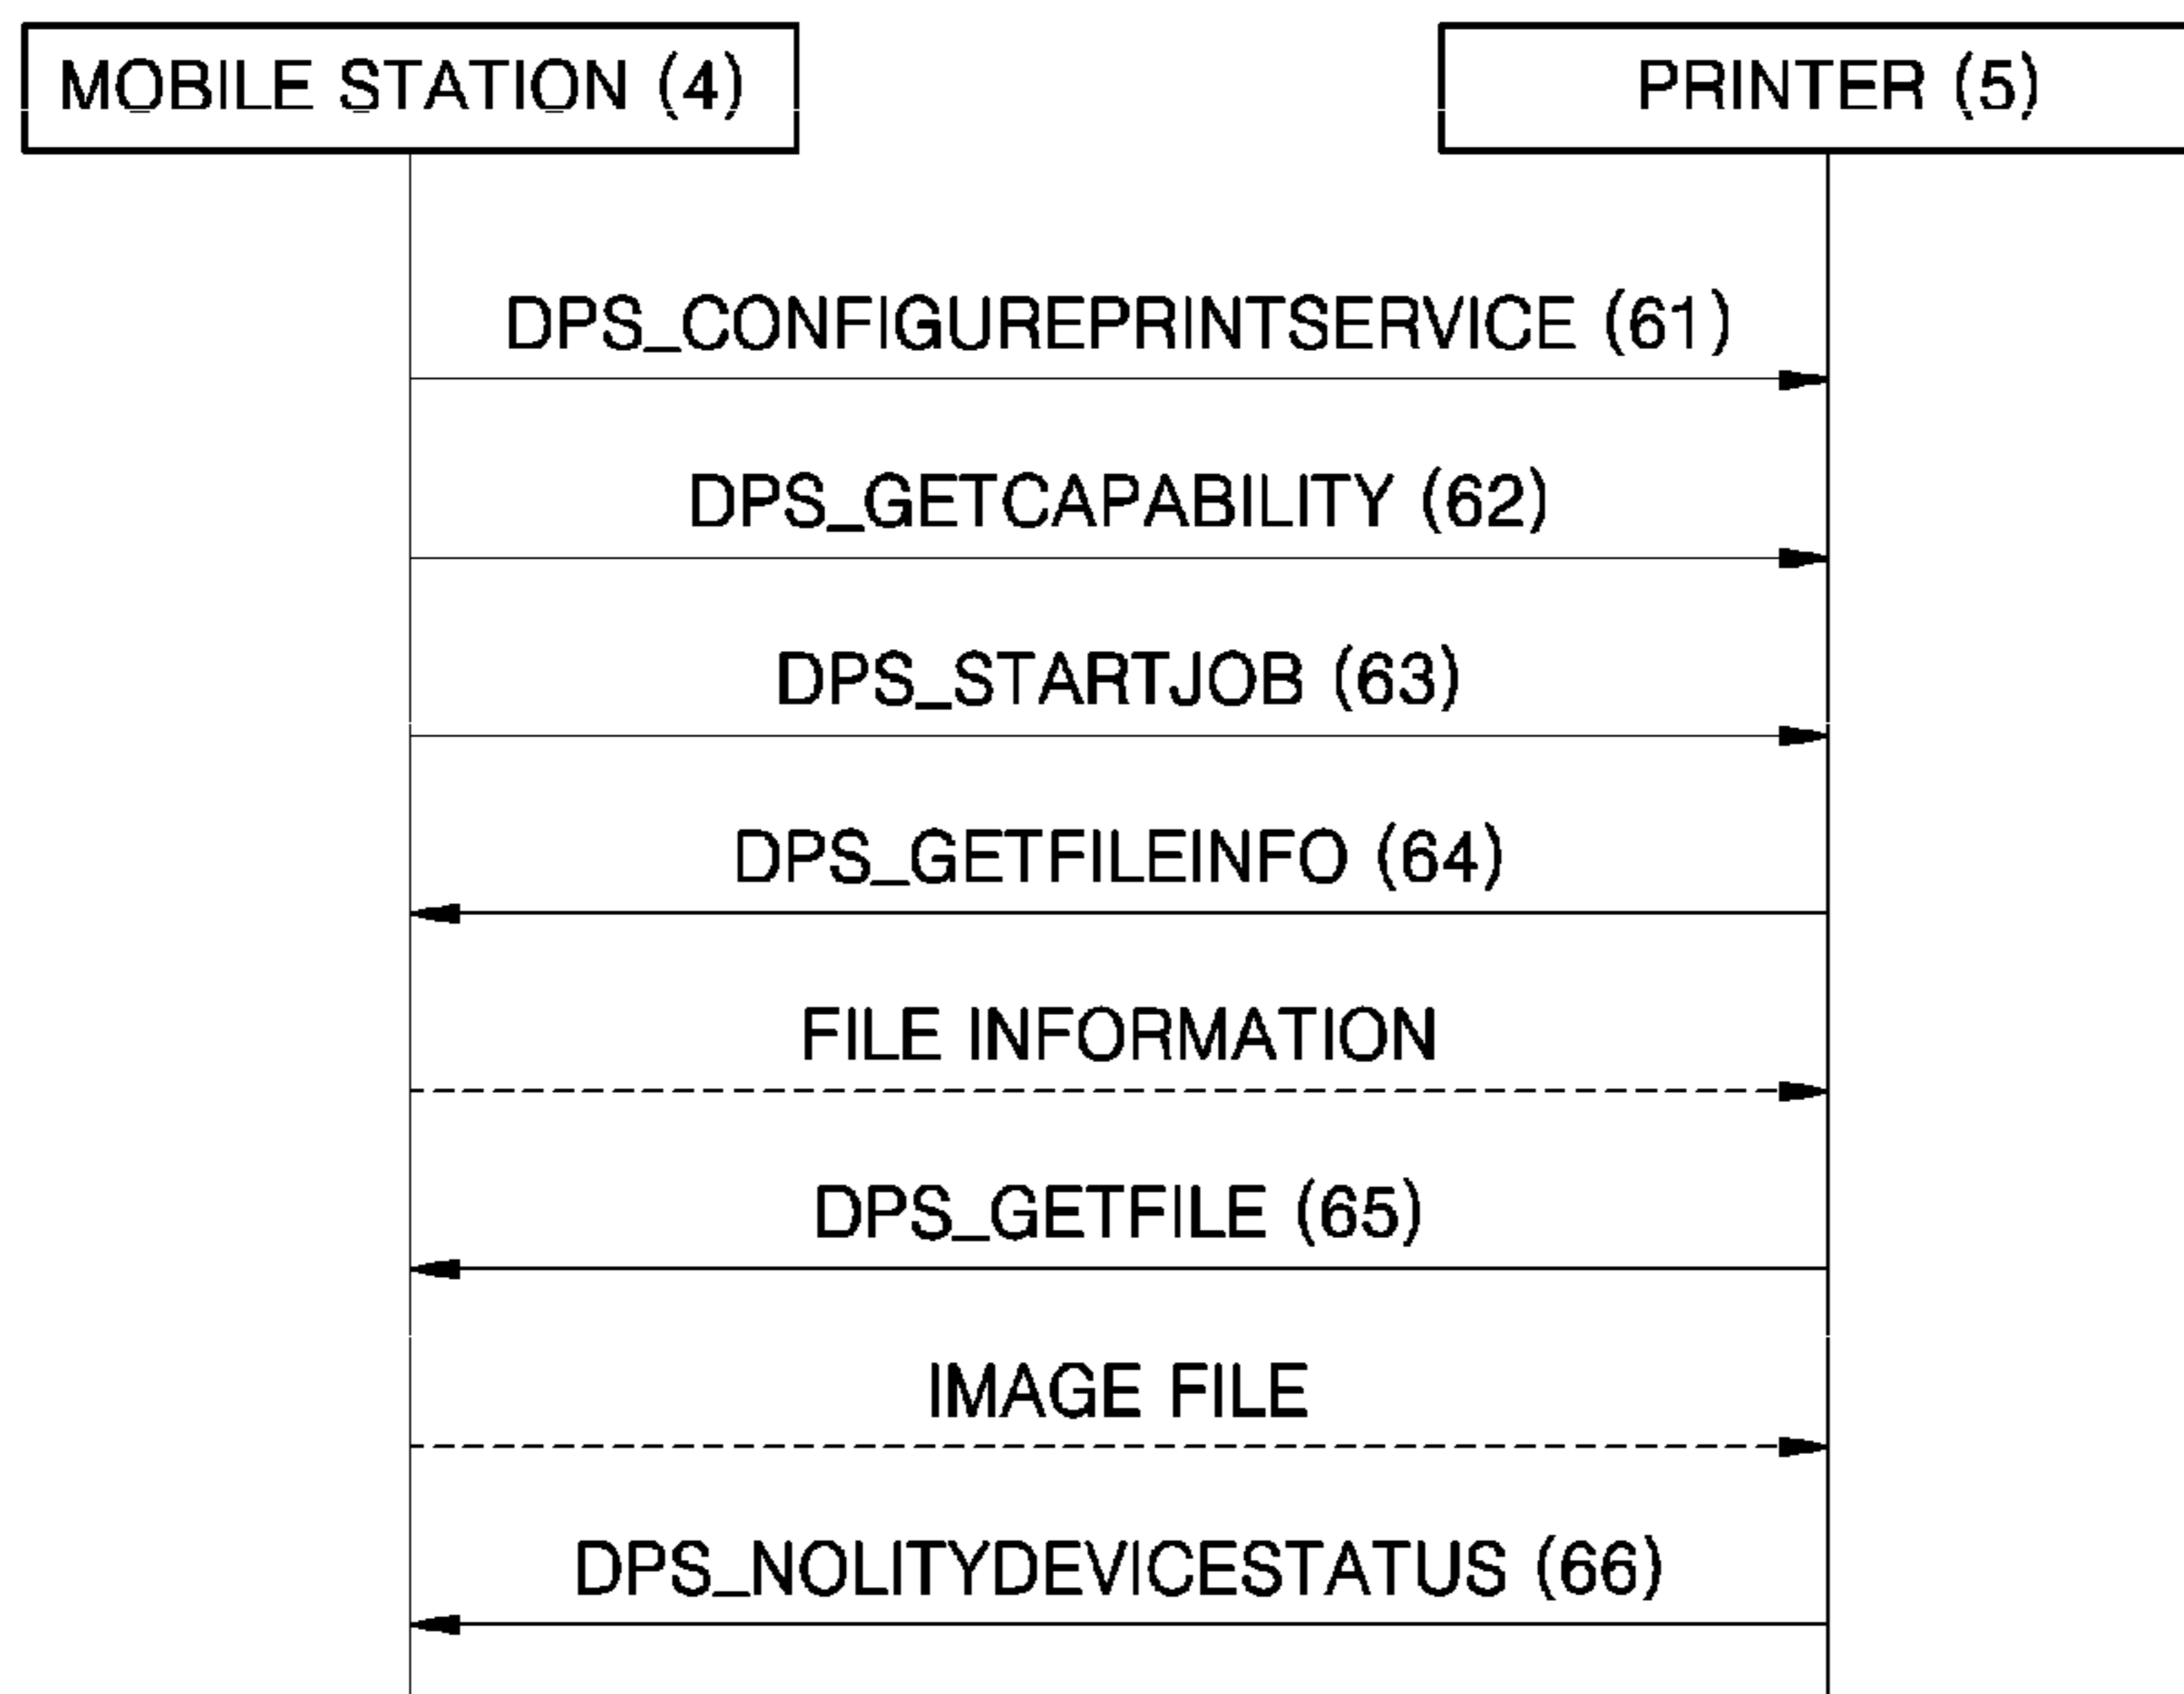 MOBILE STATION (4)
PRINTER (5)
DPS_CONFIGUREPRINTSERVICE (61)
DPS_GETCAPABILITY (62)
DPS_STARTJOB (63)
DPS_GETFILEINFO (64)
FILE INFORMATION
DPS_GETFILE (65)
IMAGE FILE
DPS_NOLITYDEVICESTATUS (66)